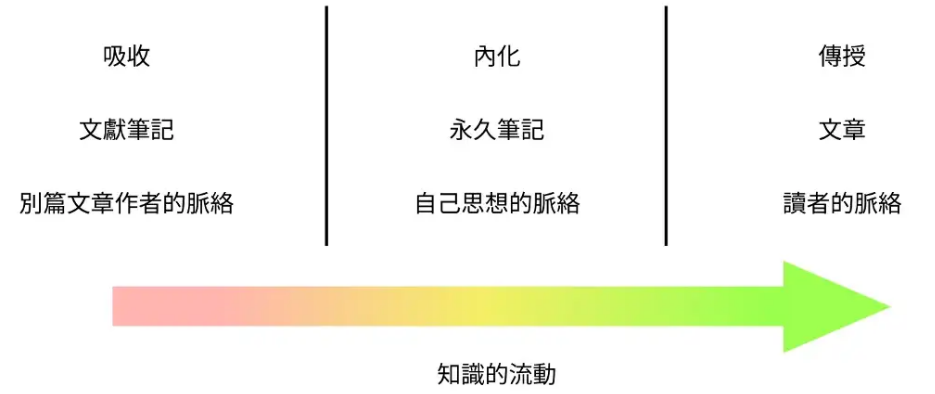 吸收
文獻筆記
別篇文章作者的脈絡
內化
永久筆記
自己思想的脈絡
傳授
文章
讀者的脈絡
知識的流動